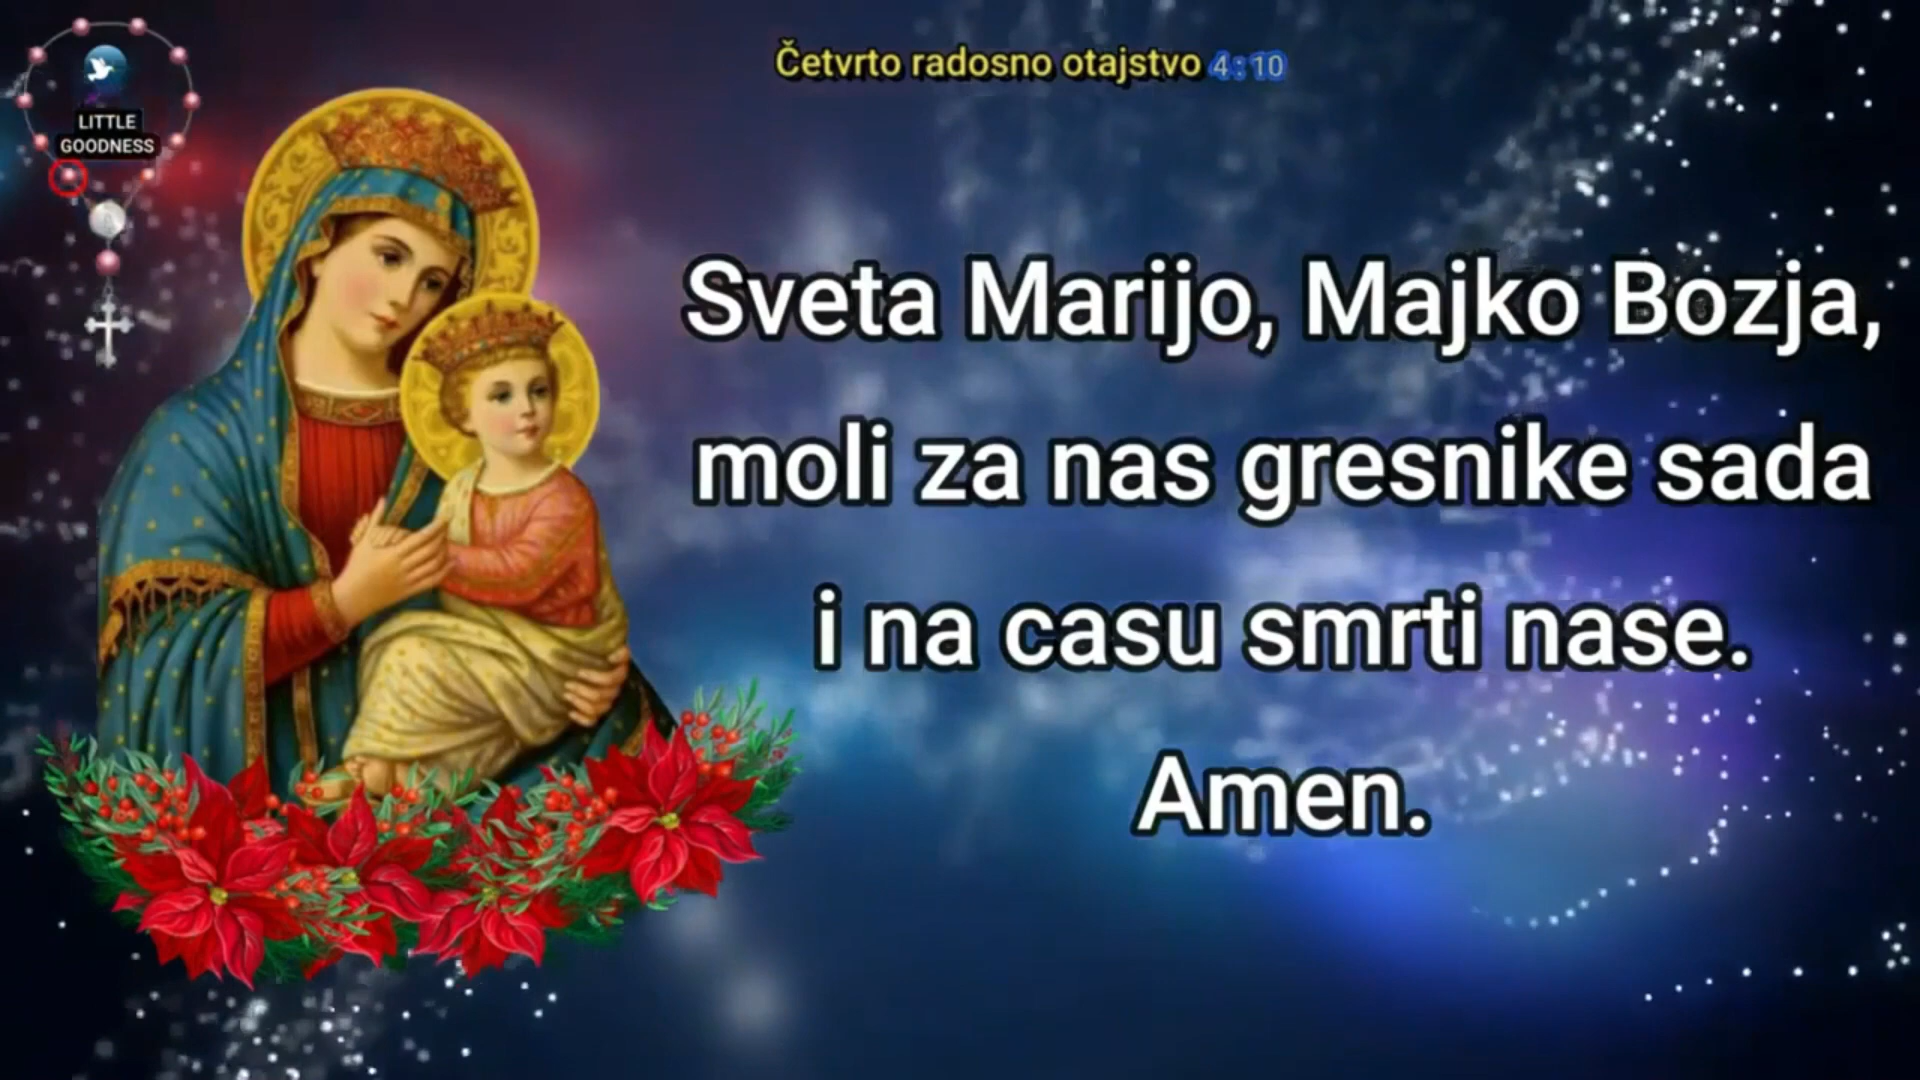 Četvrto radosno otajstvo 4:10
LITTLE
GOODNESS
Sveta Marijo, Majko Bozja,
moli za nas gresnike sada
i na casu smrti nase.
Amen.